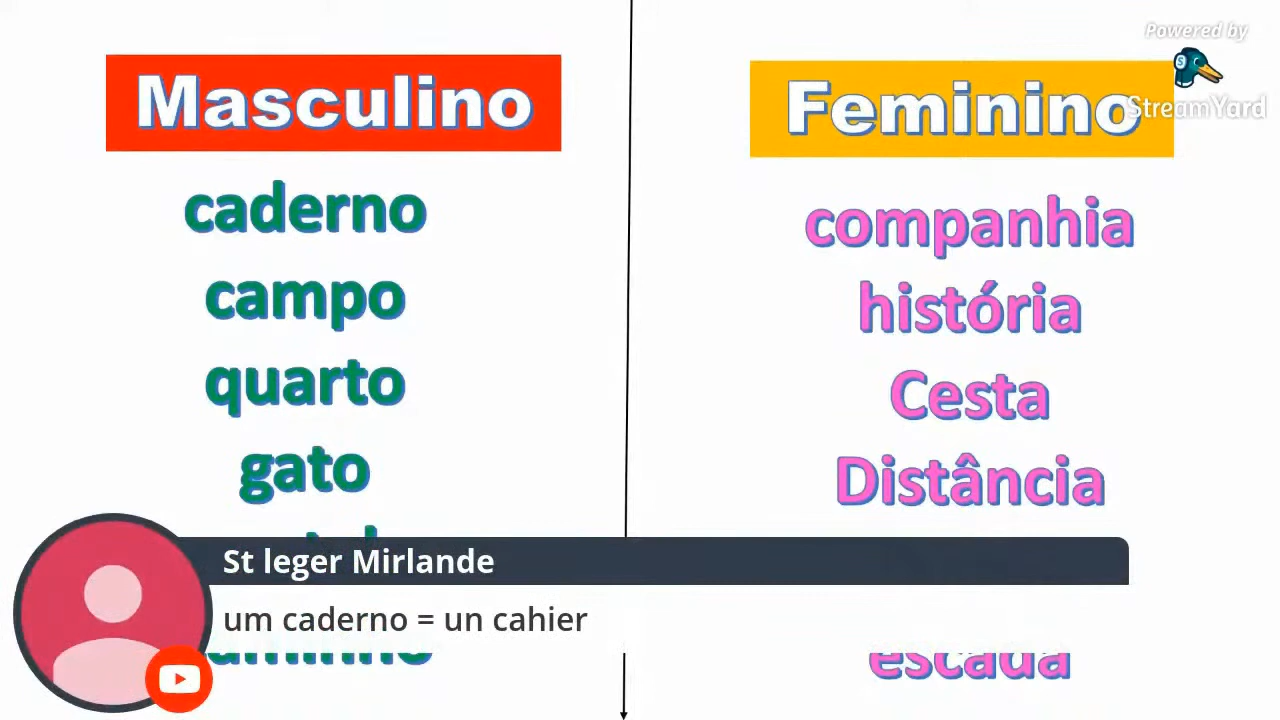 Powered by
StreamYard
Masculino
Feminino
caderno
companhia
campo
história
quarto
Cesta
gato
Distância
St leger Mirlande
um caderno = un cahier
escada